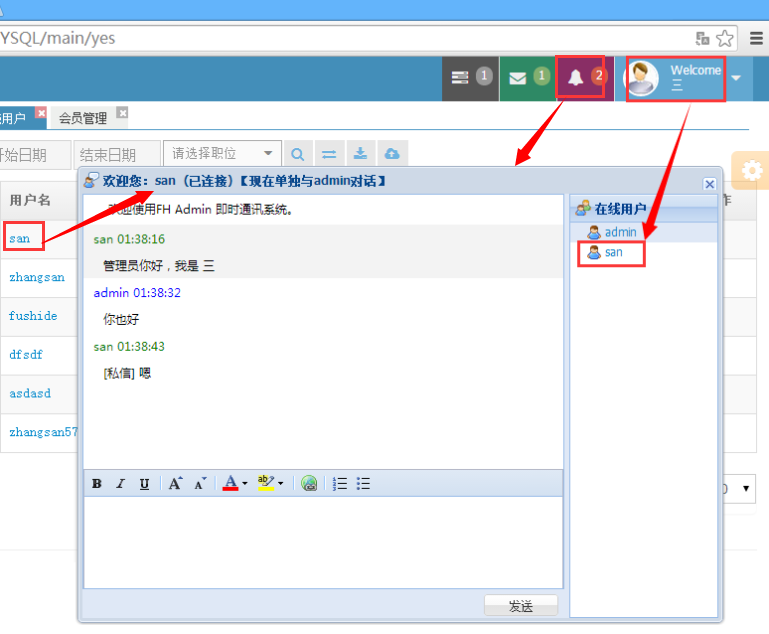 YSQL/main/yes
1
1
2
Welcome
三
用户
会员管理
始日期
结束日期
请选择职位
用户名
作
san
zhangsan
fushide
dfsdf
asdasd
zhangsan57
欢迎您：san（已连接）【现在单独与admin对话】
欢迎使用FH Admin 即时通讯系统。
san 01:38:16
管理员你好，我是 三
admin 01:38:32
你也好
san 01:38:43
[私信] 嗯
在线用户
admin
san
B I U A A A ab
发送